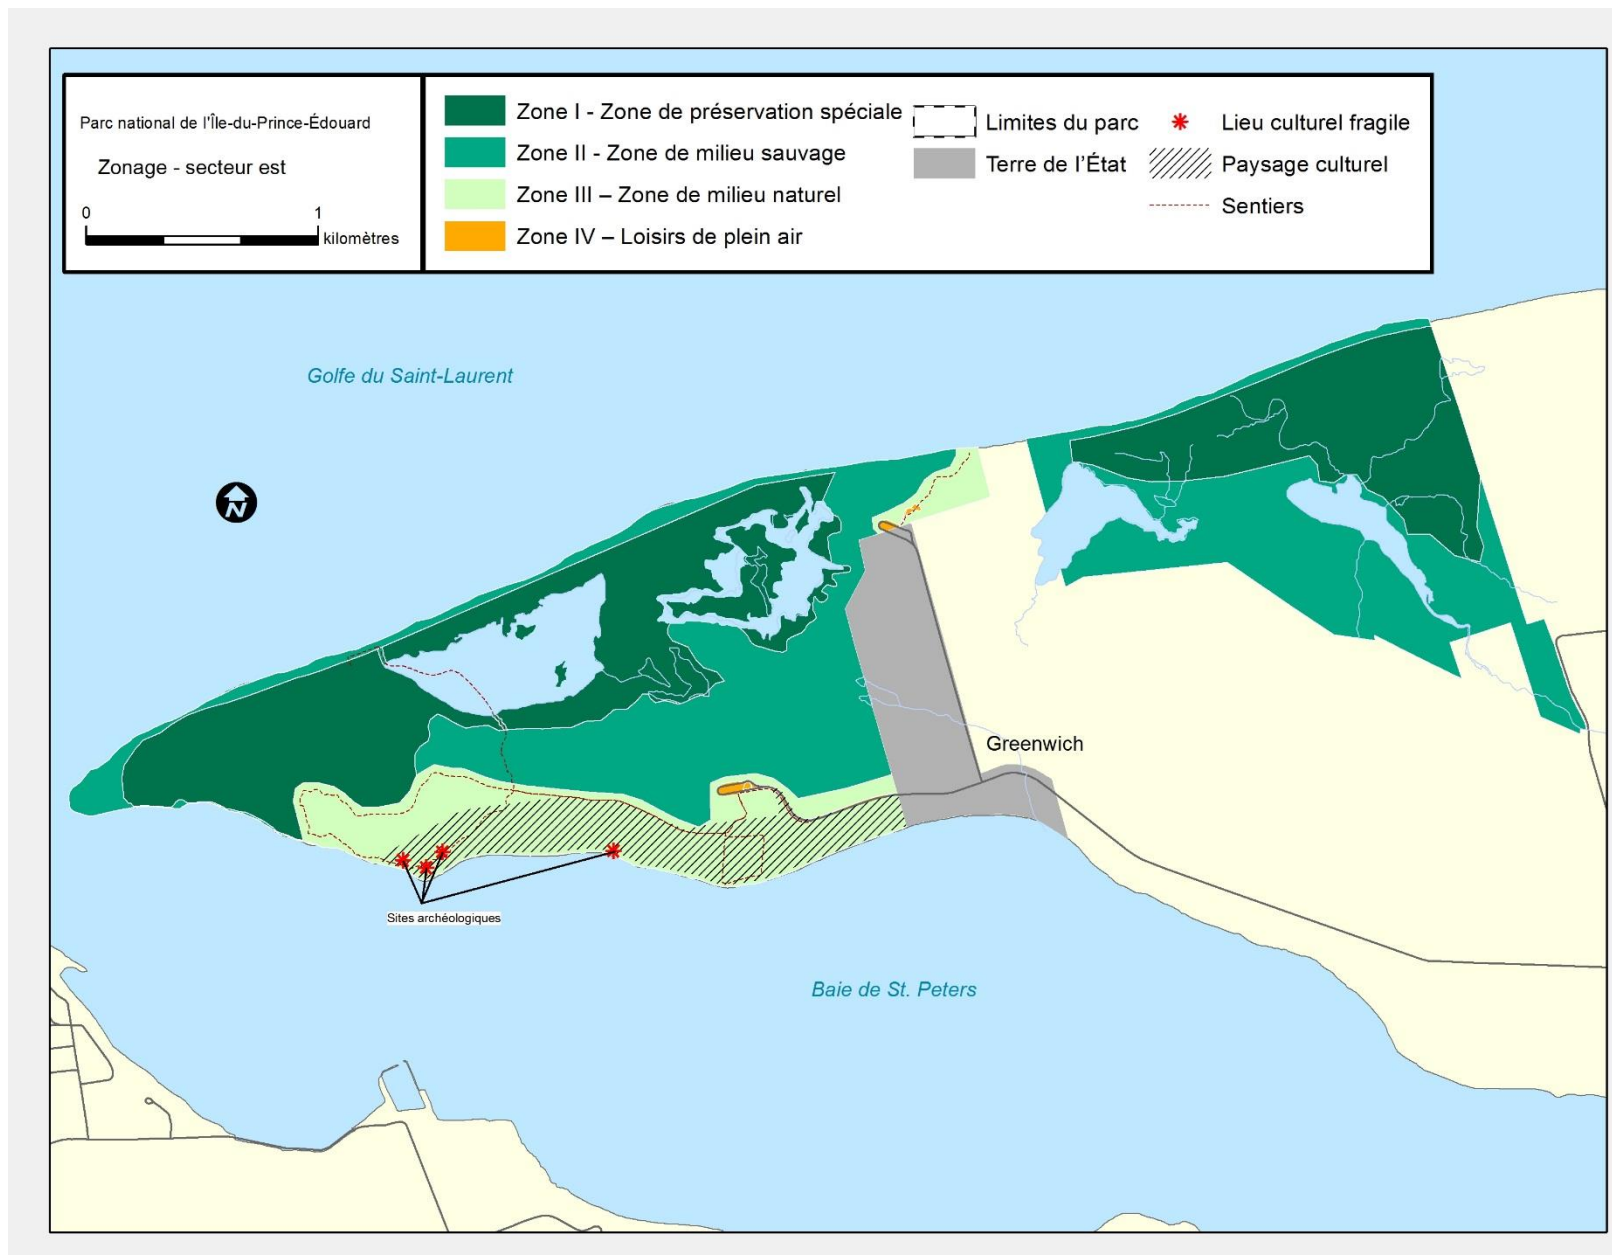 Parc national de l'Île-du-Prince-Édouard
Zonage - secteur est
0 1
kilomètres
Zone I - Zone de préservation spéciale
Zone II - Zone de milieu sauvage
Zone III – Zone de milieu naturel
Zone IV – Loisirs de plein air
Limites du parc
Terre de l'État
Lieu culturel fragile
Paysage culturel
Sentiers
Golfe du Saint-Laurent
N
Greenwich
Sites archéologiques
Baie de St. Peters